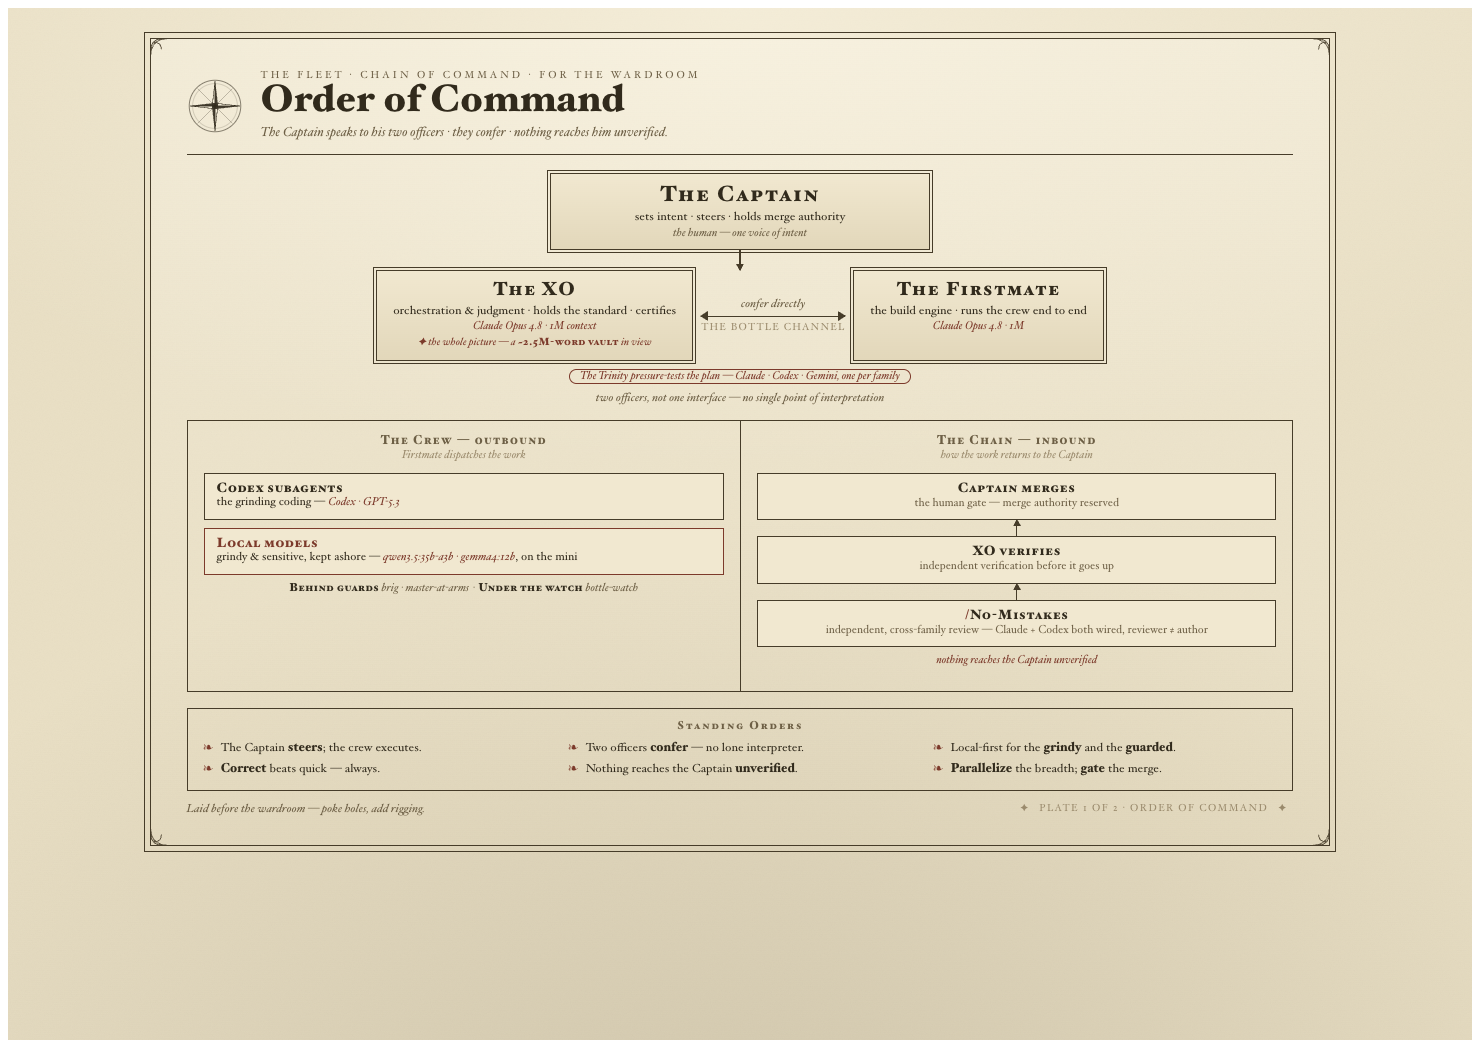 THE FLEET · CHAIN OF COMMAND · FOR THE WARDROOM
Order of Command
The Captain speaks to his two officers · they confer · nothing reaches him unverified.
The Captain
sets intent · steers · holds merge authority
the human — one voice of intent
The XO
orchestration & judgment · holds the standard · certifies
Claude Opus 4.8 · 1M context
✦ the whole picture — a ~2.5M-word vault in view
confer directly
THE BOTTLE CHANNEL
The Firstmate
the build engine · runs the crew end to end
Claude Opus 4.8 · 1M
The Trinity pressure-tests the plan — Claude · Codex · Gemini, one per family
two officers, not one interface — no single point of interpretation
The Crew — outbound
Firstmate dispatches the work
Codex subagents
the grinding coding — Codex · GPT-5.3
Local models
grindy & sensitive, kept ashore — qwen3.5:35b-a3b · gemma4:12b, on the mini
Behind guards brig · master-at-arms · Under the watch bottle-watch
The Chain — inbound
how the work returns to the Captain
Captain merges
the human gate — merge authority reserved
XO verifies
independent verification before it goes up
/No-Mistakes
independent, cross-family review — Claude + Codex both wired, reviewer ≠ author
nothing reaches the Captain unverified
Standing Orders
❧ The Captain steers; the crew executes.
❧ Two officers confer — no lone interpreter.
❧ Local-first for the grindy and the guarded.
❧ Correct beats quick — always.
❧ Nothing reaches the Captain unverified.
❧ Parallelize the breadth; gate the merge.
Laid before the wardroom — poke holes, add rigging.
✦ PLATE 1 OF 2 · ORDER OF COMMAND ✦